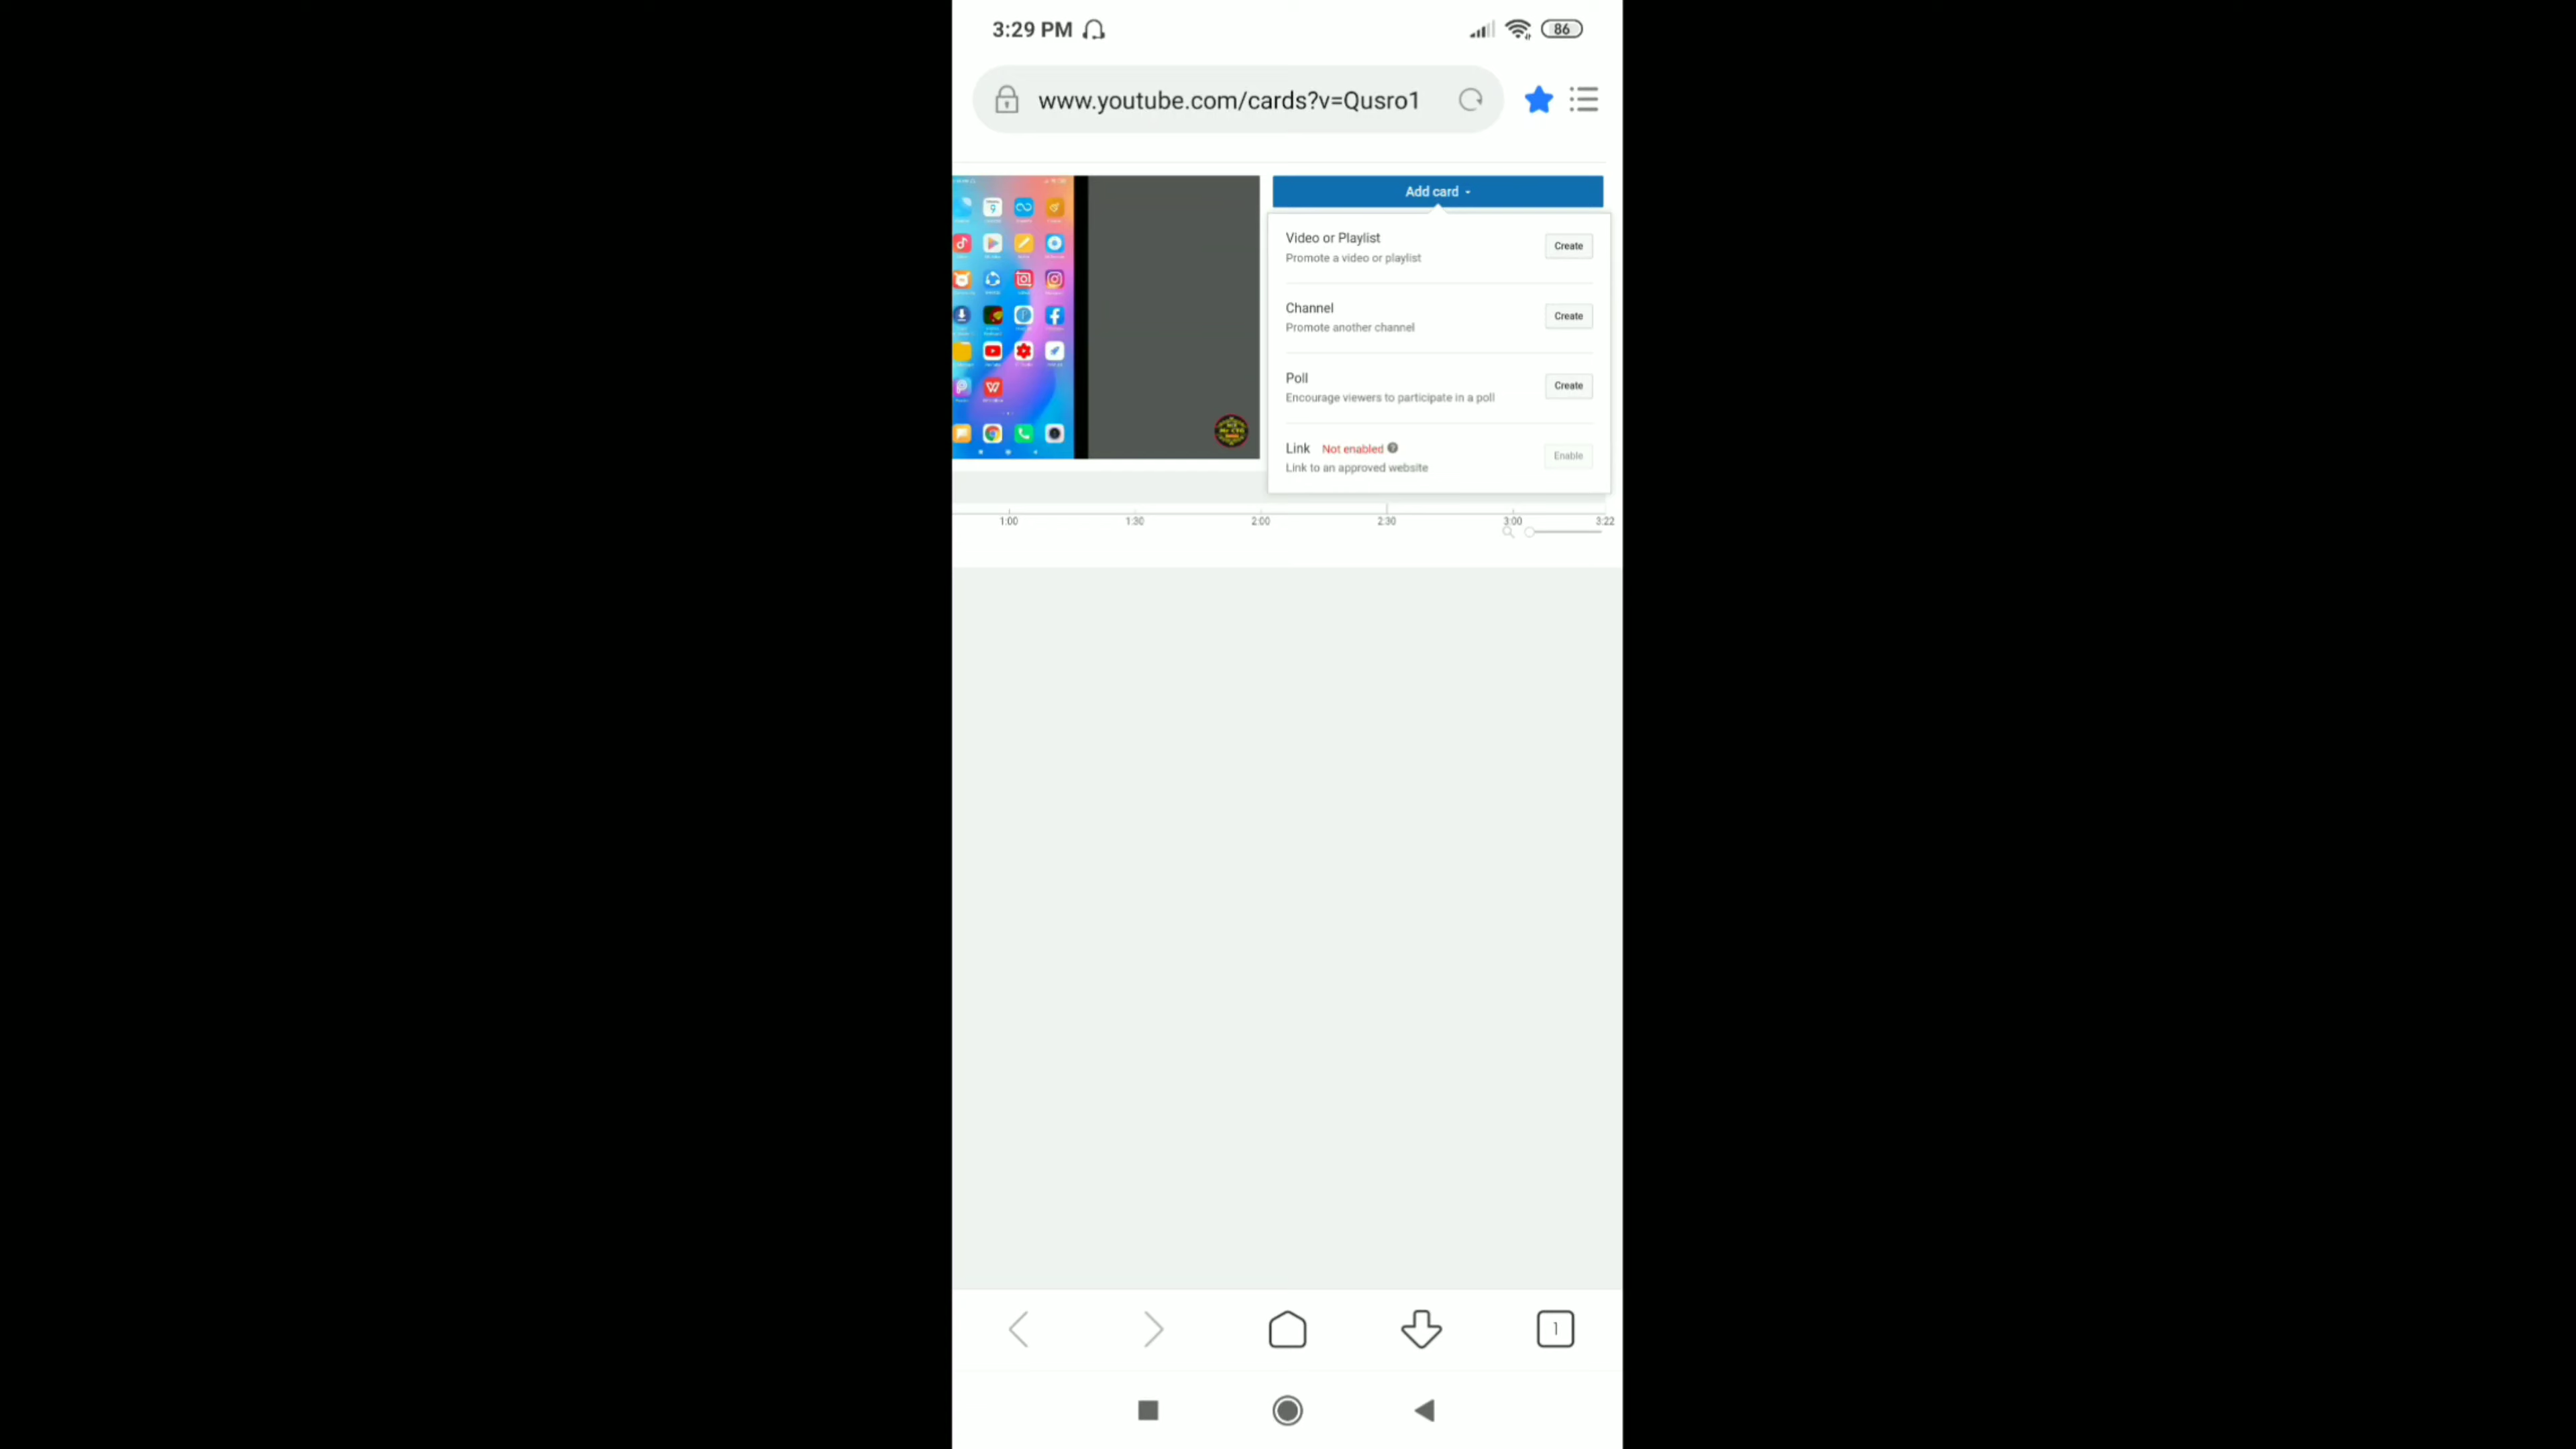 3:29 PM
86
www.youtube.com/cards?v=Qusro1
Add card
Video or Playlist
Promote a video or playlist
Create
Channel
Promote another channel
Create
Poll
Encourage viewers to participate in a poll
Create
Link Not enabled
Link to an approved website
Enable
1:00 1:30 2:00 2:30 3:00 3:22
1